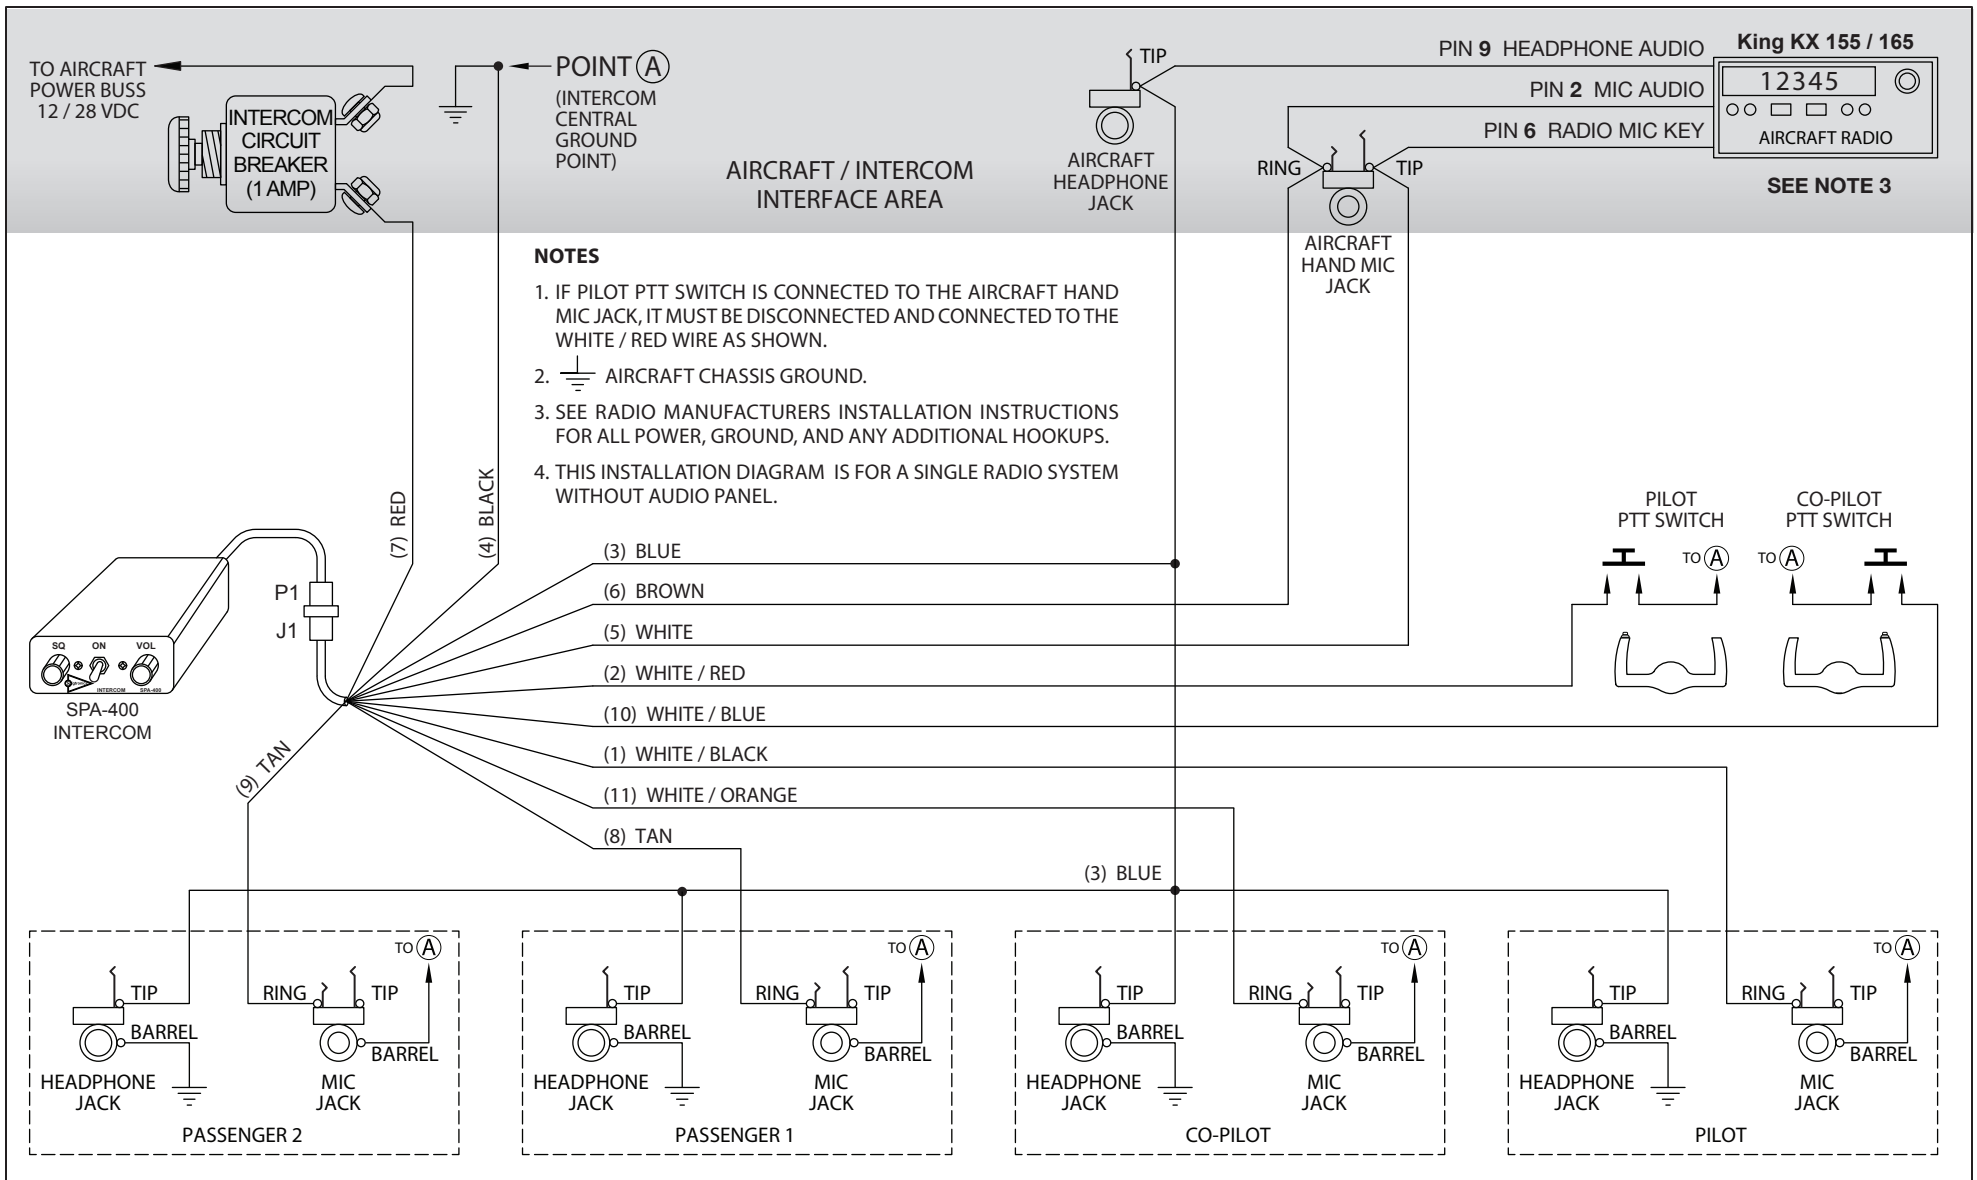 TO AIRCRAFT
POWER BUSS
12 / 28 VDC
INTERCOM
CIRCUIT
BREAKER
(1 AMP)
POINT A
(INTERCOM
CENTRAL
GROUND
POINT)
AIRCRAFT / INTERCOM
INTERFACE AREA
TIP
AIRCRAFT
HEADPHONE
JACK
PIN 9 HEADPHONE AUDIO
PIN 2 MIC AUDIO
PIN 6 RADIO MIC KEY
RING
TIP
AIRCRAFT
HAND MIC
JACK
King KX 155 / 165
12345
AIRCRAFT RADIO
SEE NOTE 3
NOTES
1. IF PILOT PTT SWITCH IS CONNECTED TO THE AIRCRAFT HAND
MIC JACK, IT MUST BE DISCONNECTED AND CONNECTED TO THE
WHITE / RED WIRE AS SHOWN.
2. AIRCRAFT CHASSIS GROUND.
3. SEE RADIO MANUFACTURERS INSTALLATION INSTRUCTIONS
FOR ALL POWER, GROUND, AND ANY ADDITIONAL HOOKUPS.
4. THIS INSTALLATION DIAGRAM IS FOR A SINGLE RADIO SYSTEM
WITHOUT AUDIO PANEL.
(7) RED
(4) BLACK
P1
J1
SQ
ON
VOL
INTERCOM
SPA-400
SPA-400
INTERCOM
(3) BLUE
(6) BROWN
(5) WHITE
(2) WHITE / RED
(10) WHITE / BLUE
(1) WHITE / BLACK
(11) WHITE / ORANGE
(8) TAN
(9) TAN
(3) BLUE
PILOT
PTT SWITCH
TO A
CO-PILOT
PTT SWITCH
TO A
TO A
TIP
BARREL
HEADPHONE
JACK
RING
TIP
BARREL
MIC
JACK
PASSENGER 2
TO A
TIP
BARREL
HEADPHONE
JACK
RING
TIP
BARREL
MIC
JACK
PASSENGER 1
TO A
TIP
BARREL
HEADPHONE
JACK
RING
TIP
BARREL
MIC
JACK
CO-PILOT
TO A
TIP
BARREL
HEADPHONE
JACK
RING
TIP
BARREL
MIC
JACK
PILOT